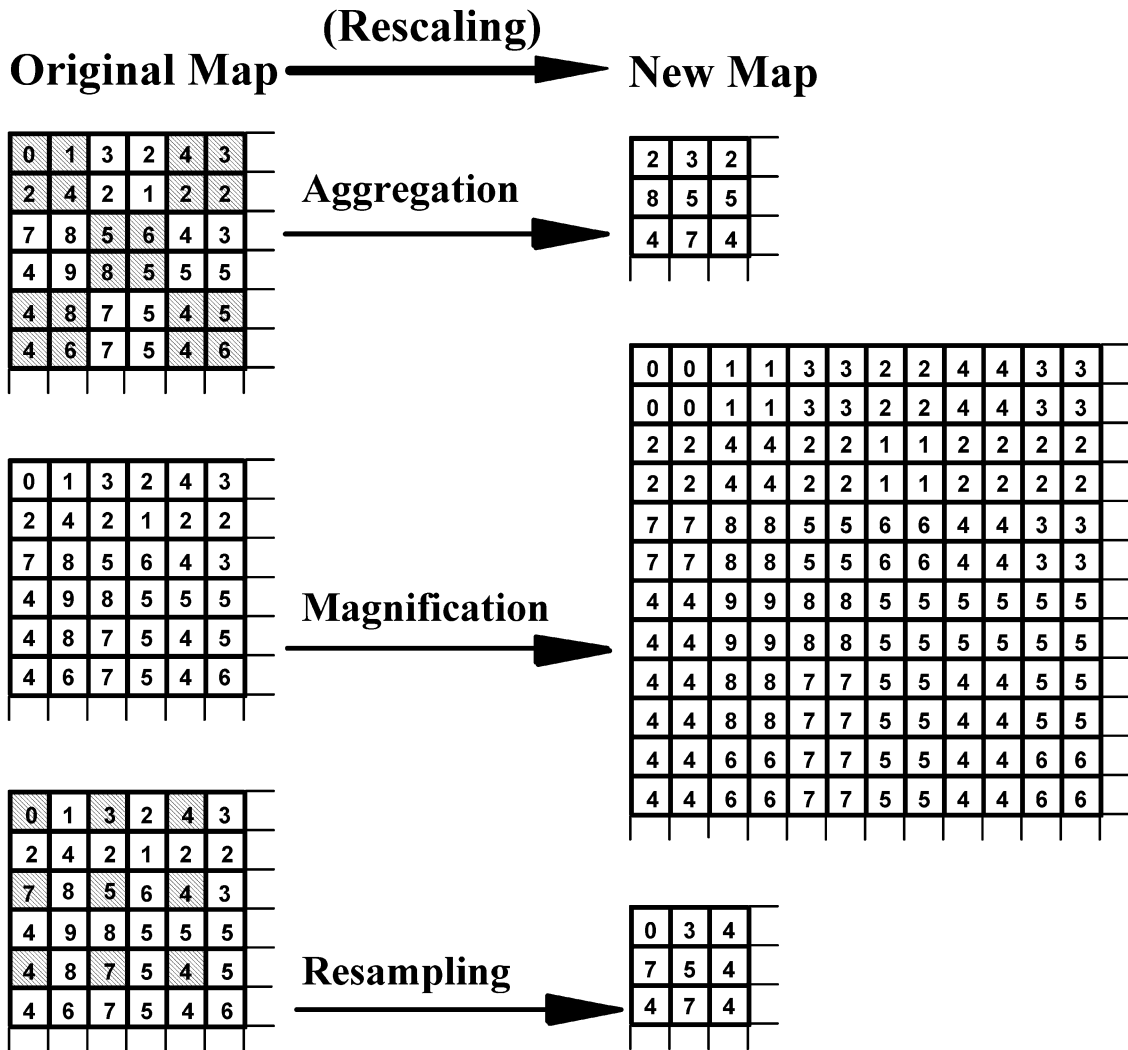 (Rescaling)
Original Map
New Map
0 1 3 2 4 3
2 4 2 1 2 2
7 8 5 6 4 3
4 9 8 5 5 5
4 8 7 5 4 5
4 6 7 5 4 6
Aggregation
2 3 2
8 5 5
4 7 4
0 1 3 2 4 3
2 4 2 1 2 2
7 8 5 6 4 3
4 9 8 5 5 5
4 8 7 5 4 5
4 6 7 5 4 6
Magnification
0 0 1 1 3 3 2 2 4 4 3 3
0 0 1 1 3 3 2 2 4 4 3 3
2 2 4 4 2 2 1 1 2 2 2 2
2 2 4 4 2 2 1 1 2 2 2 2
7 7 8 8 5 5 6 6 4 4 3 3
7 7 8 8 5 5 6 6 4 4 3 3
4 4 9 9 8 8 5 5 5 5 5 5
4 4 9 9 8 8 5 5 5 5 5 5
4 4 8 8 7 7 5 5 4 4 5 5
4 4 8 8 7 7 5 5 4 4 5 5
4 4 6 6 7 7 5 5 4 4 6 6
4 4 6 6 7 7 5 5 4 4 6 6
0 1 3 2 4 3
2 4 2 1 2 2
7 8 5 6 4 3
4 9 8 5 5 5
4 8 7 5 4 5
4 6 7 5 4 6
Resampling
0 3 4
7 5 4
4 7 4